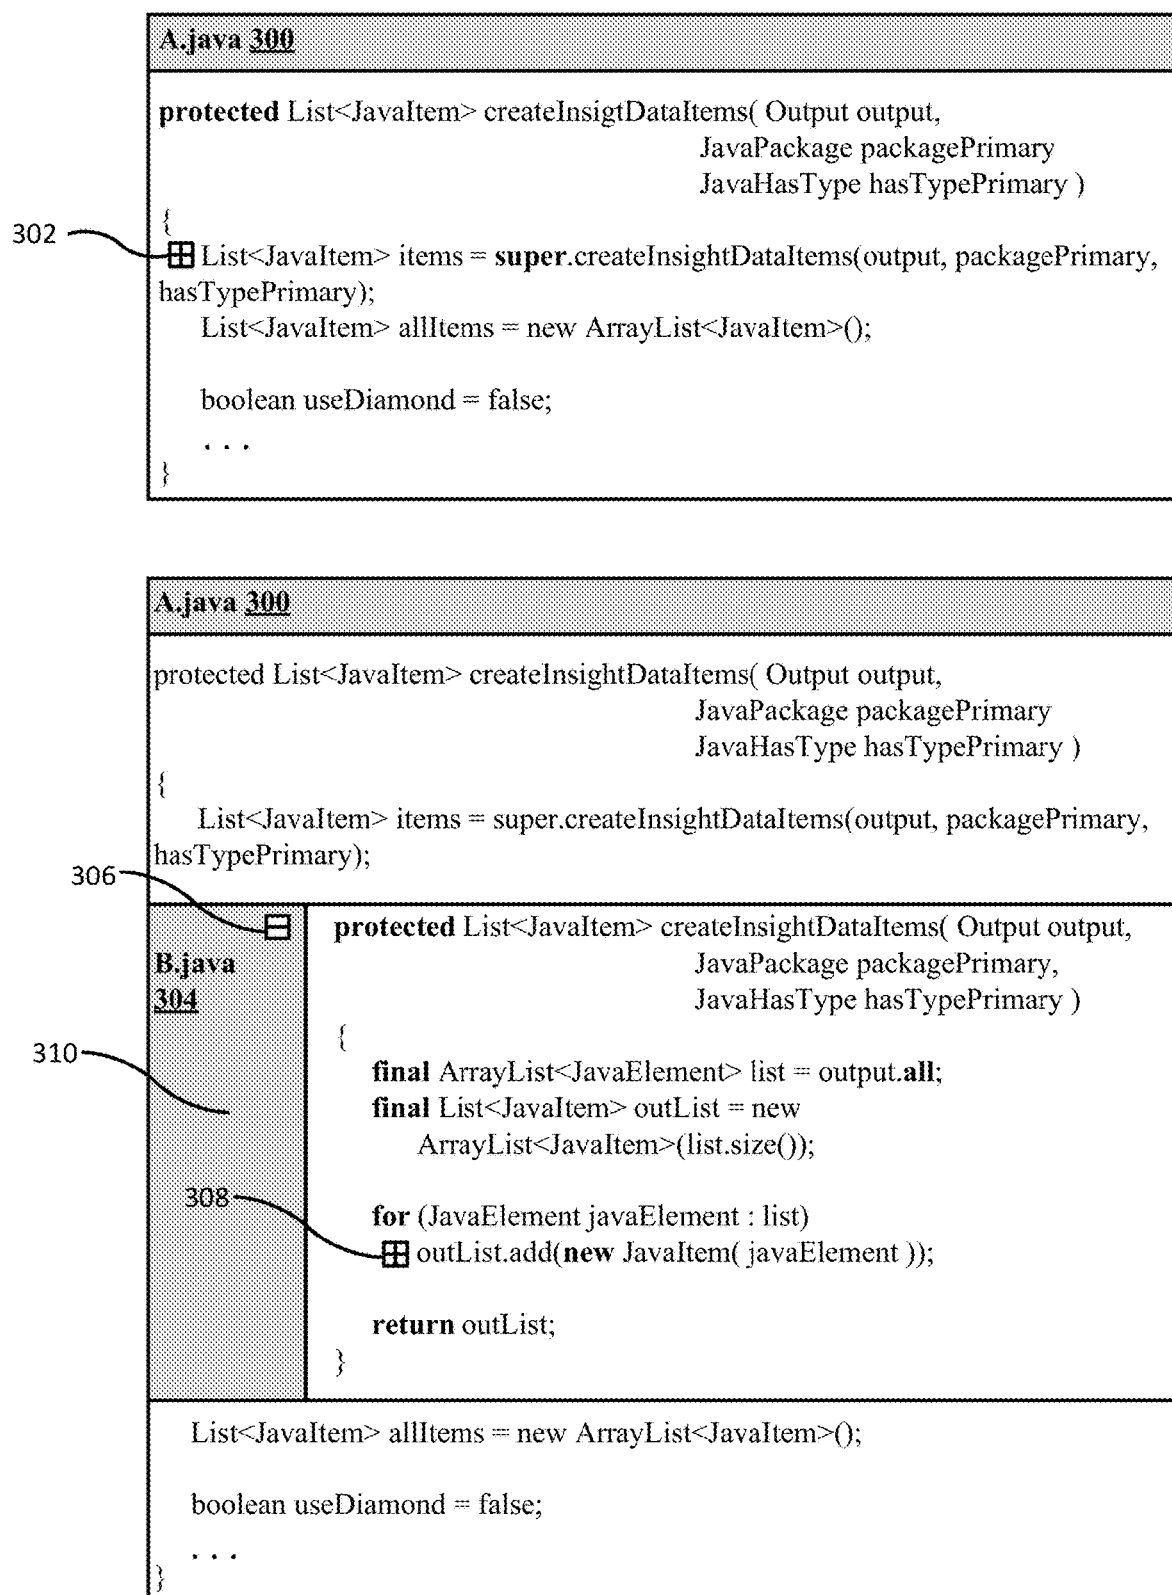 A.java 300
protected List<JavaItem> createInsigtDataItems( Output output,
JavaPackage packagePrimary
JavaHasType hasTypePrimary )
{
302
List<JavaItem> items = super.createInsightDataItems(output, packagePrimary,
hasTypePrimary);
List<JavaItem> allItems = new ArrayList<JavaItem>();
boolean useDiamond = false;
. . .
}
A.java 300
protected List<JavaItem> createInsightDataItems( Output output,
JavaPackage packagePrimary
JavaHasType hasTypePrimary )
{
List<JavaItem> items = super.createInsightDataItems(output, packagePrimary,
hasTypePrimary);
306
B.java
304
310
protected List<JavaItem> createInsightDataItems( Output output,
JavaPackage packagePrimary,
JavaHasType hasTypePrimary )
{
final ArrayList<JavaElement> list = output.all;
final List<JavaItem> outList = new
ArrayList<JavaItem>(list.size());
308
for (JavaElement javaElement : list)
outList.add(new JavaItem( javaElement ));
return outList;
}
List<JavaItem> allItems = new ArrayList<JavaItem>();
boolean useDiamond = false;
. . .
}